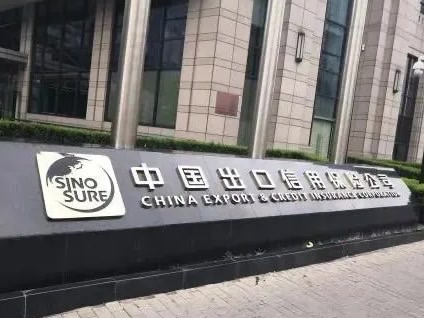 SINO
SURE
中国出口信用保险公司
CHINA EXPORT & CREDIT INSURANCE CORPORATION